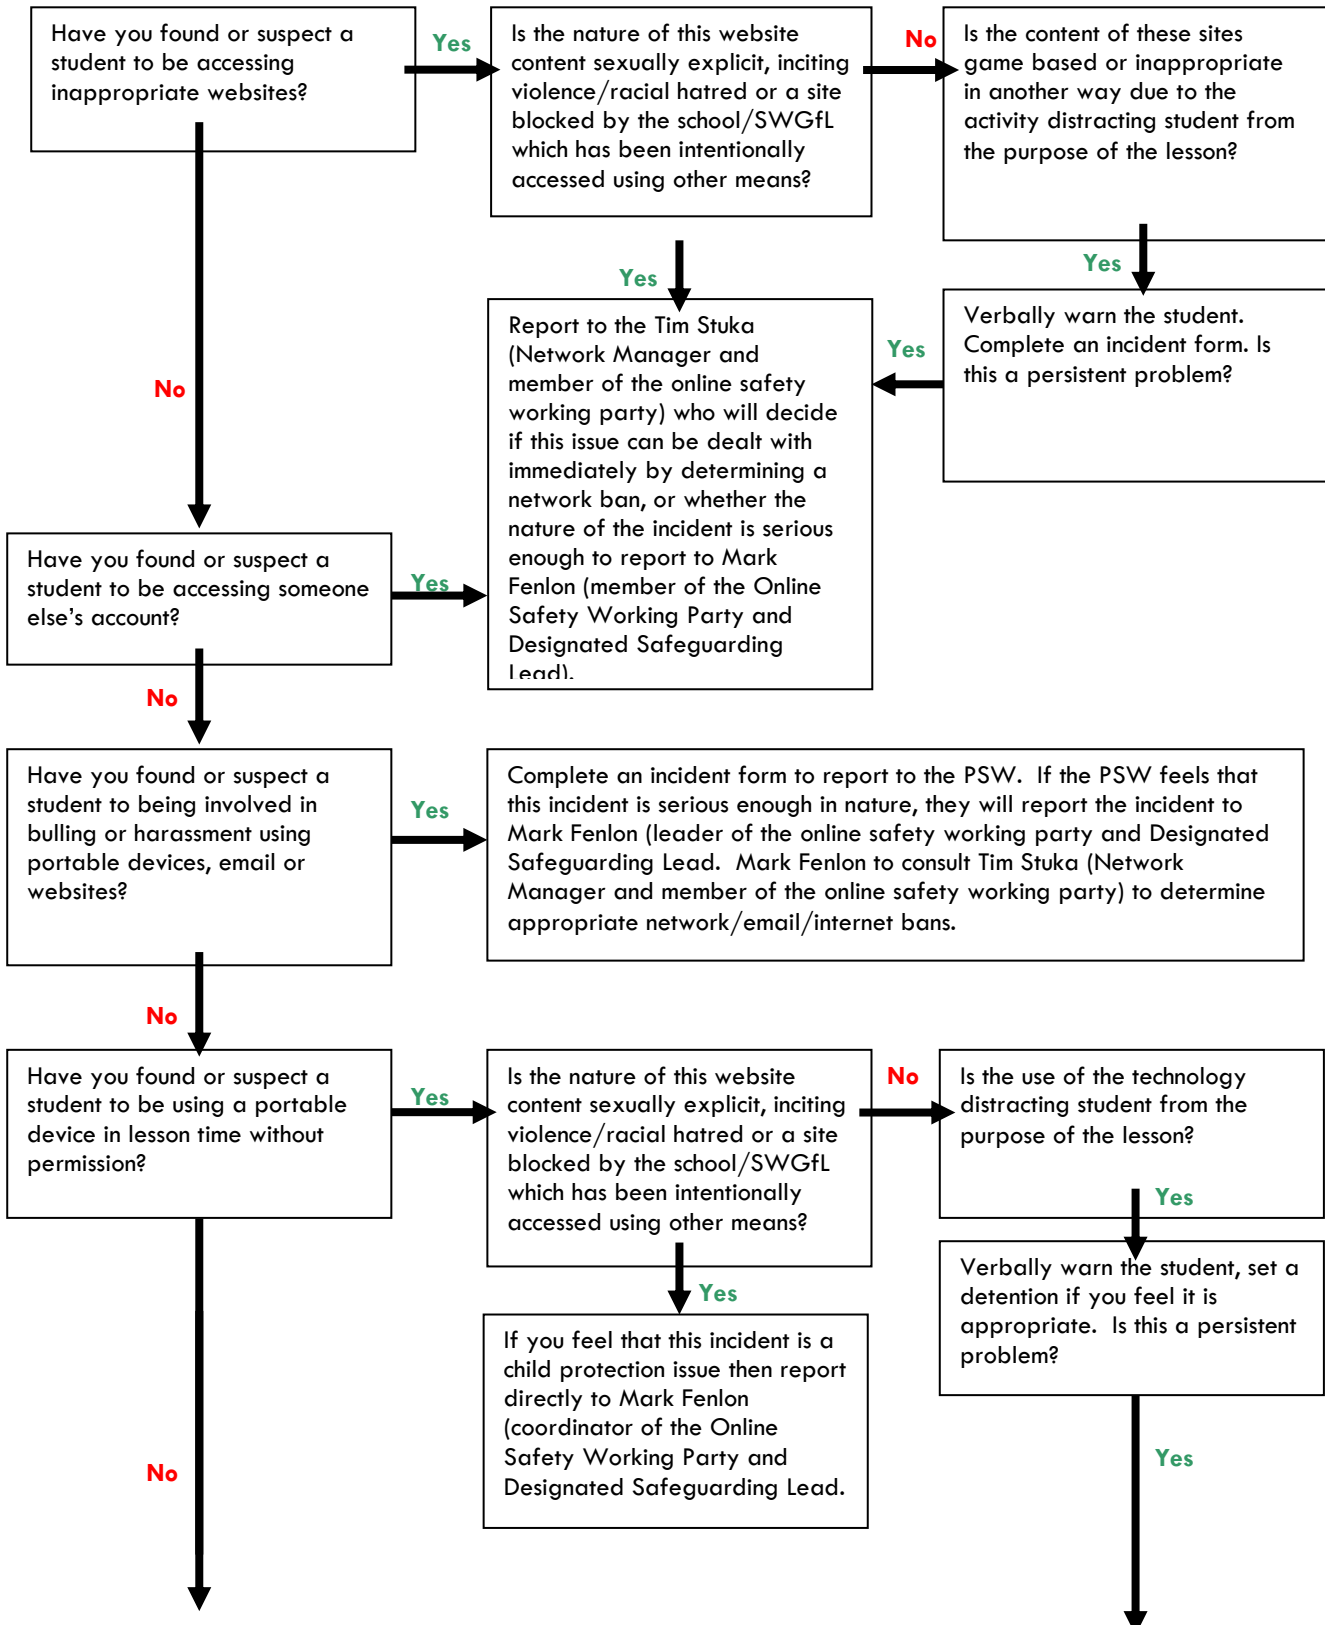 Have you found or suspect a
student to be accessing
inappropriate websites?
Yes
Is the nature of this website
content sexually explicit, inciting
violence/racial hatred or a site
blocked by the school/SWGfL
which has been intentionally
accessed using other means?
No
Is the content of these sites
game based or inappropriate
in another way due to the
activity distracting student from
the purpose of the lesson?
Yes
Yes
Verbally warn the student.
Complete an incident form. Is
this a persistent problem?
Yes
Report to the Tim Stuka
(Network Manager and
member of the online safety
working party) who will decide
if this issue can be dealt with
immediately by determining a
network ban, or whether the
nature of the incident is serious
enough to report to Mark
Fenlon (member of the Online
Safety Working Party and
Designated Safeguarding
Lead).
No
Have you found or suspect a
student to be accessing someone
else's account?
Yes
No
Have you found or suspect a
student to being involved in
bulling or harassment using
portable devices, email or
websites?
Yes
Complete an incident form to report to the PSW. If the PSW feels that
this incident is serious enough in nature, they will report the incident to
Mark Fenlon (leader of the online safety working party and Designated
Safeguarding Lead. Mark Fenlon to consult Tim Stuka (Network
Manager and member of the online safety working party) to determine
appropriate network/email/internet bans.
No
Have you found or suspect a
student to be using a portable
device in lesson time without
permission?
Yes
Is the nature of this website
content sexually explicit, inciting
violence/racial hatred or a site
blocked by the school/SWGfL
which has been intentionally
accessed using other means?
No
Is the use of the technology
distracting student from the
purpose of the lesson?
Yes
Verbally warn the student, set a
detention if you feel it is
appropriate. Is this a persistent
problem?
Yes
If you feel that this incident is a
child protection issue then report
directly to Mark Fenlon
(coordinator of the Online
Safety Working Party and
Designated Safeguarding Lead.
No
Yes